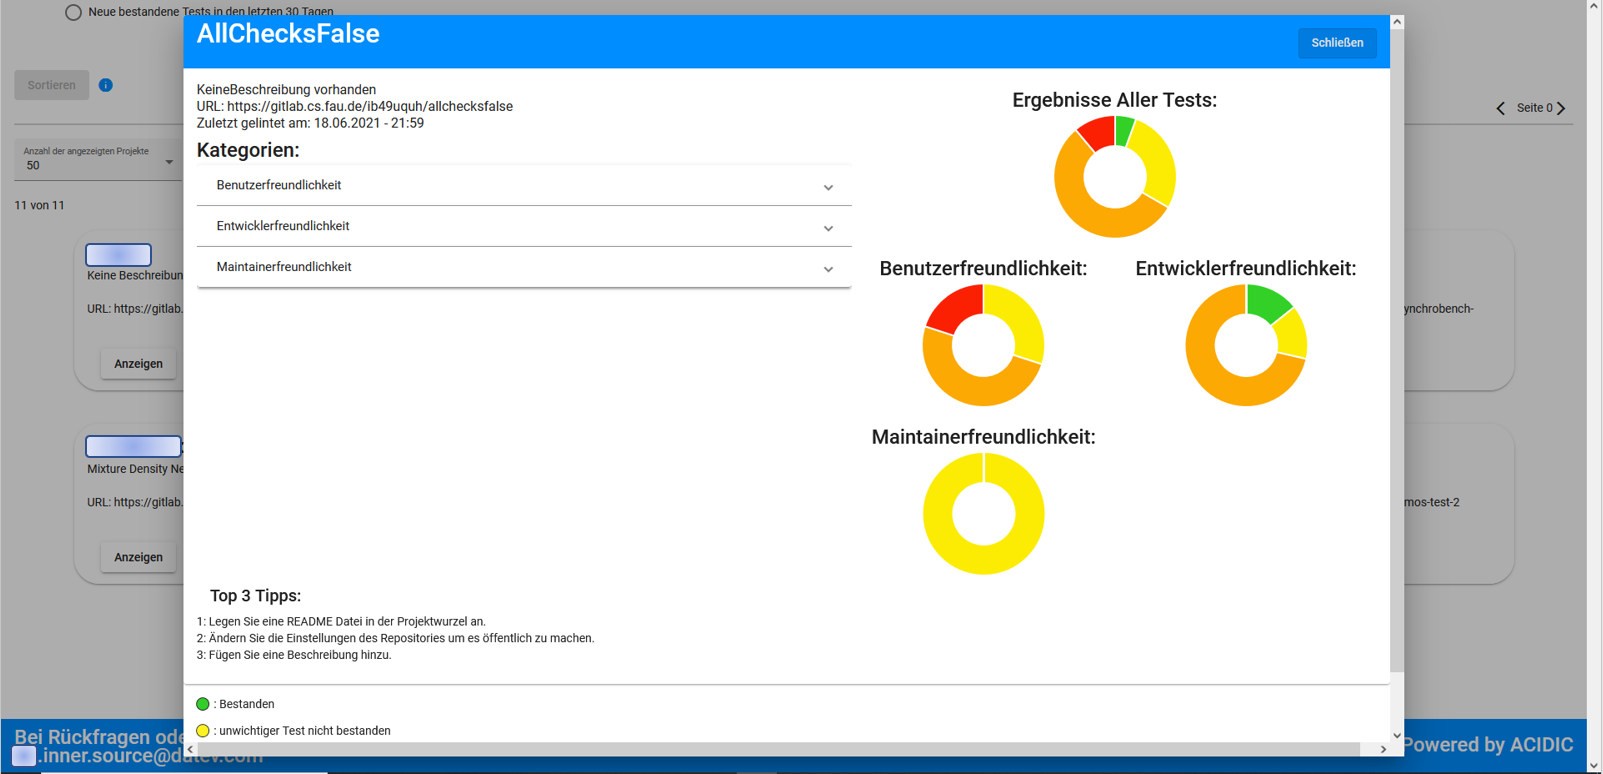 Neue bestandene Tests in den letzten 30 Tagen
AllChecksFalse
Schließen
Sortieren
i
KeineBeschreibung vorhanden
URL: https://gitlab.cs.fau.de/ib49uquh/allchecksfalse
Zuletzt gelintet am: 18.06.2021 - 21:59
Ergebnisse Aller Tests:
Seite 0
Kategorien:
Anzahl der angezeigten Projekte
50
Benutzerfreundlichkeit
11 von 11
Entwicklerfreundlichkeit
Maintainerfreundlichkeit
Benutzerfreundlichkeit:
Entwicklerfreundlichkeit:
Keine Beschreibun
URL: https://gitlab.
ynchrobench-
Anzeigen
Maintainerfreundlichkeit:
Mixture Density Ne
URL: https://gitlab.
mos-test-2
Anzeigen
Top 3 Tipps:
1: Legen Sie eine README Datei in der Projektwurzel an.
2: Ändern Sie die Einstellungen des Repositories um es öffentlich zu machen.
3: Fügen Sie eine Beschreibung hinzu.
: Bestanden
: unwichtiger Test nicht bestanden
Bei Rückfragen ode
.inner.source@datev.com
Powered by ACIDIC